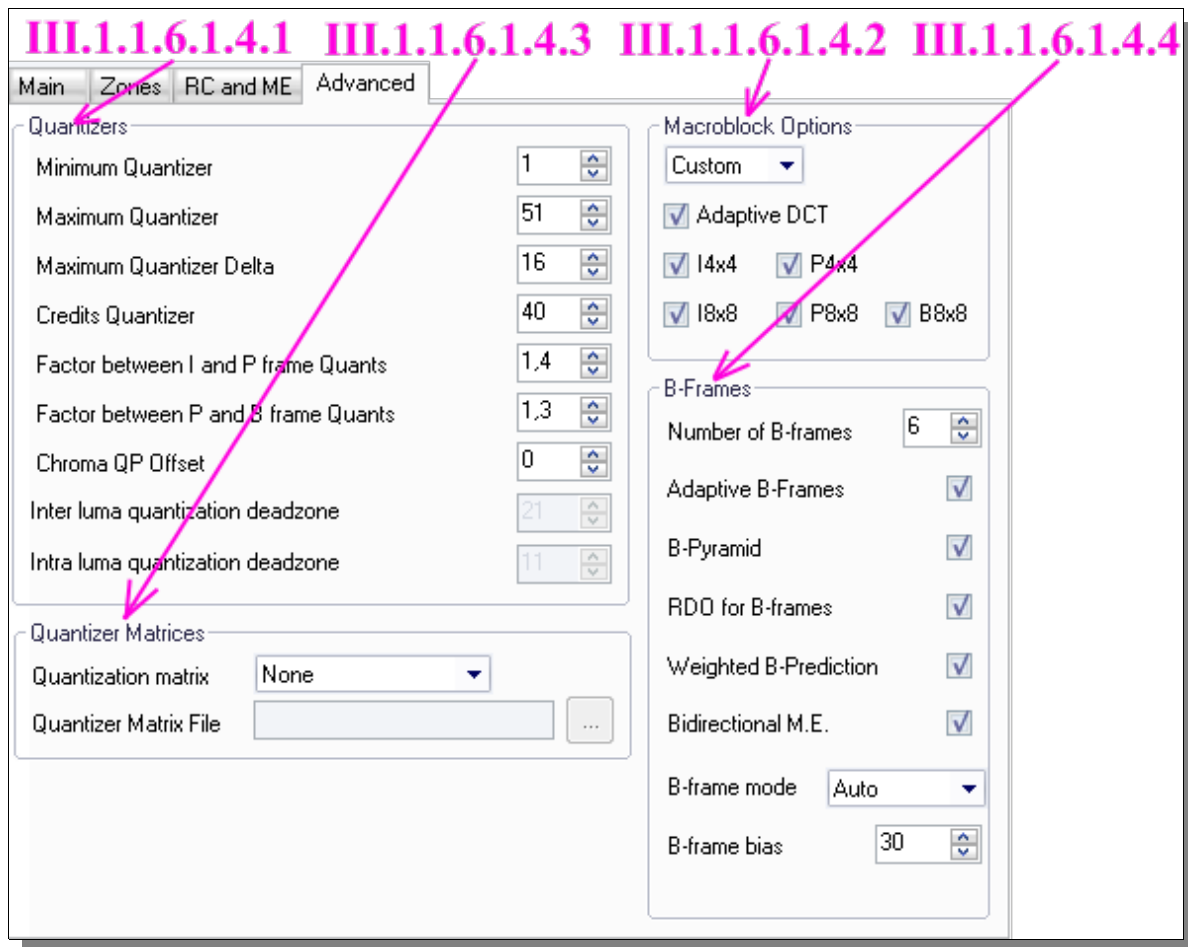 III.1.1.6.1.4.1 III.1.1.6.1.4.3 III.1.1.6.1.4.2 III.1.1.6.1.4.4
Main Zones RC and ME Advanced
Quantizers
Minimum Quantizer 1
Maximum Quantizer 51
Maximum Quantizer Delta 16
Credits Quantizer 40
Factor between I and P frame Quants 1,4
Factor between P and B frame Quants 1,3
Chroma QP Offset 0
Inter luma quantization deadzone 21
Intra luma quantization deadzone 11
Quantizer Matrices
Quantization matrix None
Quantizer Matrix File ...
Macroblock Options
Custom
Adaptive DCT
I4x4 P4x4
I8x8 P8x8 B8x8
B-Frames
Number of B-frames 6
Adaptive B-Frames
B-Pyramid
RDO for B-frames
Weighted B-Prediction
Bidirectional M.E.
B-frame mode Auto
B-frame bias 30